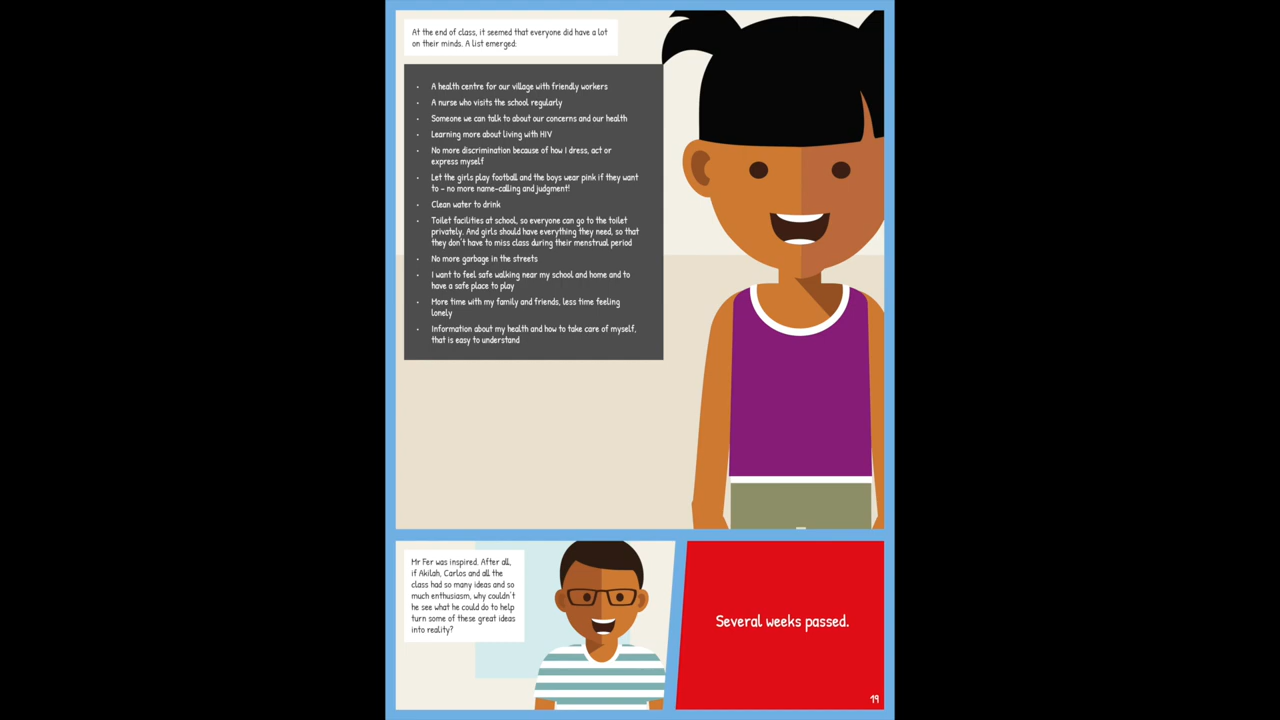 At the end of class, it seemed that everyone did have a lot
on their minds. A list emerged:
• A health centre for our village with friendly workers
• A nurse who visits the school regularly
• Someone we can talk to about our concerns and our health
• Learning more about living with HIV
• No more discrimination because of how I dress, act or
express myself
• Let the girls play football and the boys wear pink if they want
to – no more name-calling and judgment!
• Clean water to drink
• Toilet facilities at school, so everyone can go to the toilet
privately. And girls should have everything they need, so that
they don't have to miss class during their menstrual period
• No more garbage in the streets
• I want to feel safe walking near my school and home and to
have a safe place to play
• More time with my family and friends, less time feeling
lonely
• Information about my health and how to take care of myself,
that is easy to understand
Mr Fer was inspired. After all,
if Akilah, Carlos and all the
class had so many ideas and so
much enthusiasm, why couldn't
he see what he could do to help
turn some of these great ideas
into reality?
Several weeks passed.
19